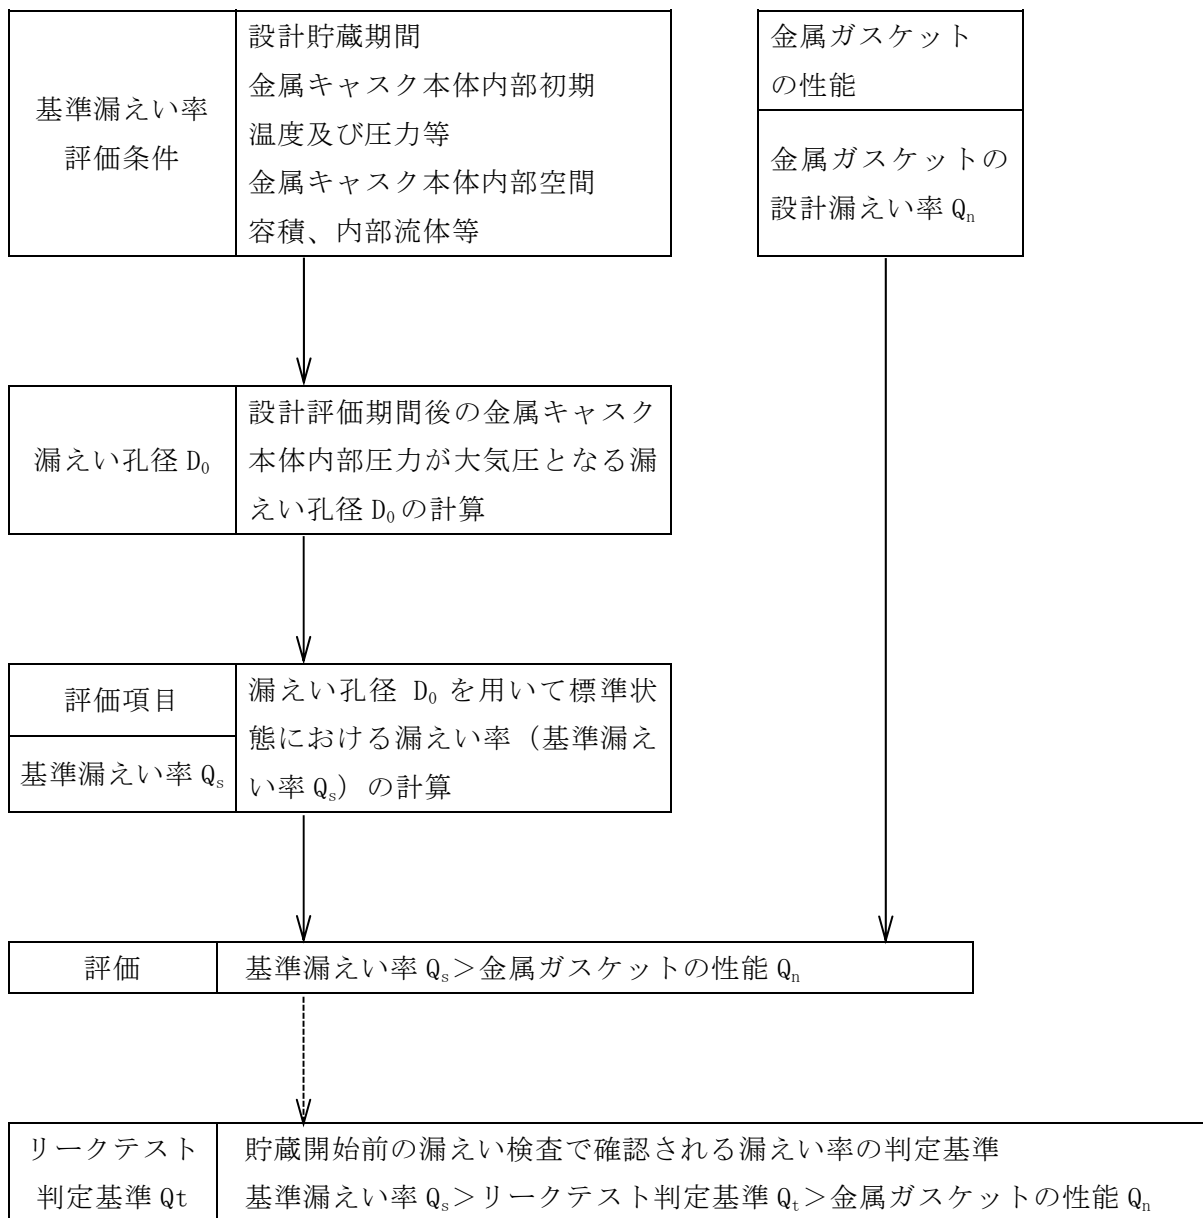 基準漏えい率
評価条件
設計貯蔵期間
金属キャスク本体内部初期
温度及び圧力等
金属キャスク本体内部空間
容積、内部流体等
金属ガスケット
の性能
金属ガスケットの
設計漏えい率 Qn
漏えい孔径 D0
設計評価期間後の金属キャスク
本体内部圧力が大気圧となる漏
えい孔径 D0 の計算
評価項目
基準漏えい率 Qs
漏えい孔径 D0 を用いて標準状
態における漏えい率（基準漏え
い率 Qs）の計算
評価
基準漏えい率 Qs＞金属ガスケットの性能 Qn
リークテスト
判定基準 Qt
貯蔵開始前の漏えい検査で確認される漏えい率の判定基準
基準漏えい率 Qs＞リークテスト判定基準 Qt＞金属ガスケットの性能 Qn